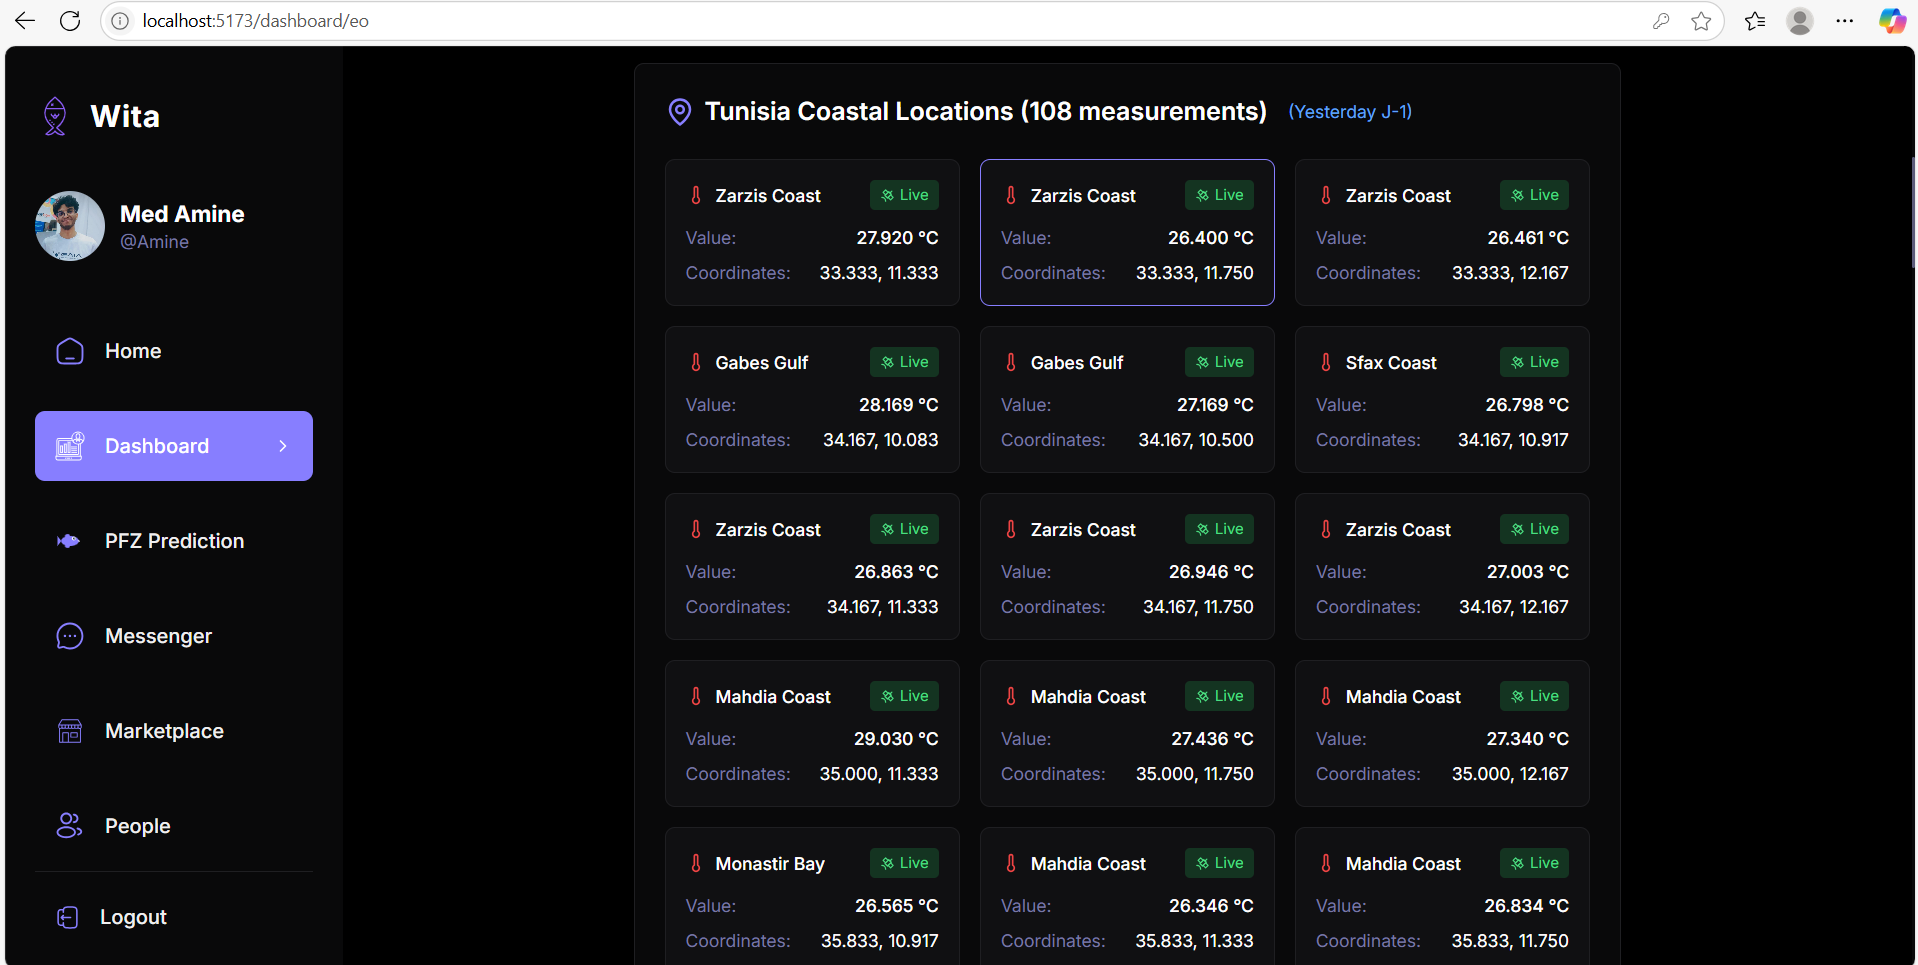 localhost:5173/dashboard/eo
Wita
Med Amine
@Amine
Home
Dashboard
PFZ Prediction
Messenger
Marketplace
People
Logout
Tunisia Coastal Locations (108 measurements) (Yesterday J-1)
Zarzis Coast Live
Value: 27.920 °C
Coordinates: 33.333, 11.333
Zarzis Coast Live
Value: 26.400 °C
Coordinates: 33.333, 11.750
Zarzis Coast Live
Value: 26.461 °C
Coordinates: 33.333, 12.167
Gabes Gulf Live
Value: 28.169 °C
Coordinates: 34.167, 10.083
Gabes Gulf Live
Value: 27.169 °C
Coordinates: 34.167, 10.500
Sfax Coast Live
Value: 26.798 °C
Coordinates: 34.167, 10.917
Zarzis Coast Live
Value: 26.863 °C
Coordinates: 34.167, 11.333
Zarzis Coast Live
Value: 26.946 °C
Coordinates: 34.167, 11.750
Zarzis Coast Live
Value: 27.003 °C
Coordinates: 34.167, 12.167
Mahdia Coast Live
Value: 29.030 °C
Coordinates: 35.000, 11.333
Mahdia Coast Live
Value: 27.436 °C
Coordinates: 35.000, 11.750
Mahdia Coast Live
Value: 27.340 °C
Coordinates: 35.000, 12.167
Monastir Bay Live
Value: 26.565 °C
Coordinates: 35.833, 10.917
Mahdia Coast Live
Value: 26.346 °C
Coordinates: 35.833, 11.333
Mahdia Coast Live
Value: 26.834 °C
Coordinates: 35.833, 11.750